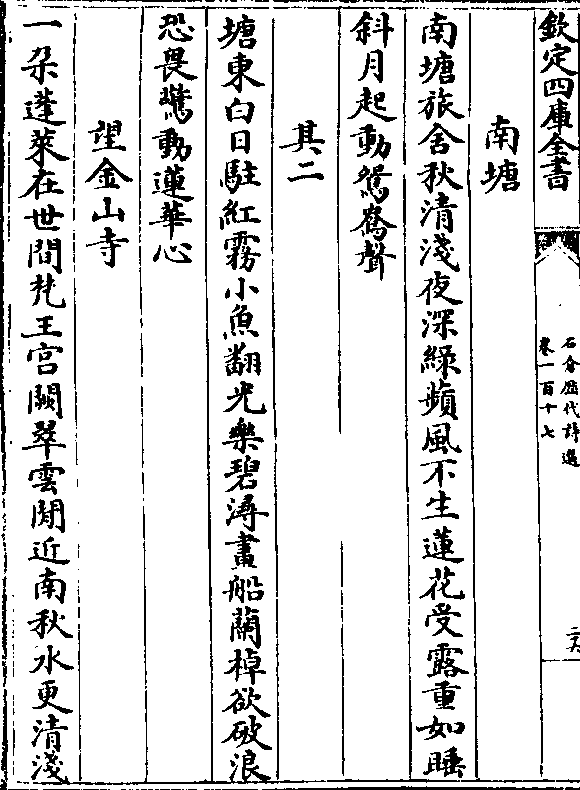 欽定四庫全書
石倉歴代詩選
卷一百十七
二六
南塘
南塘旅舍秋清淺夜深綠蘋風不生蓮花受露重如睡
斜月起動鴛鴦聲
其二
塘東白日駐紅霧小魚翻光樂碧潯畫船蘭棹欲破浪
恐畏驚動蓮華心
望金山寺
一朶蓬萊在世間梵王宫闕翠雲閒近南秋水更清淺